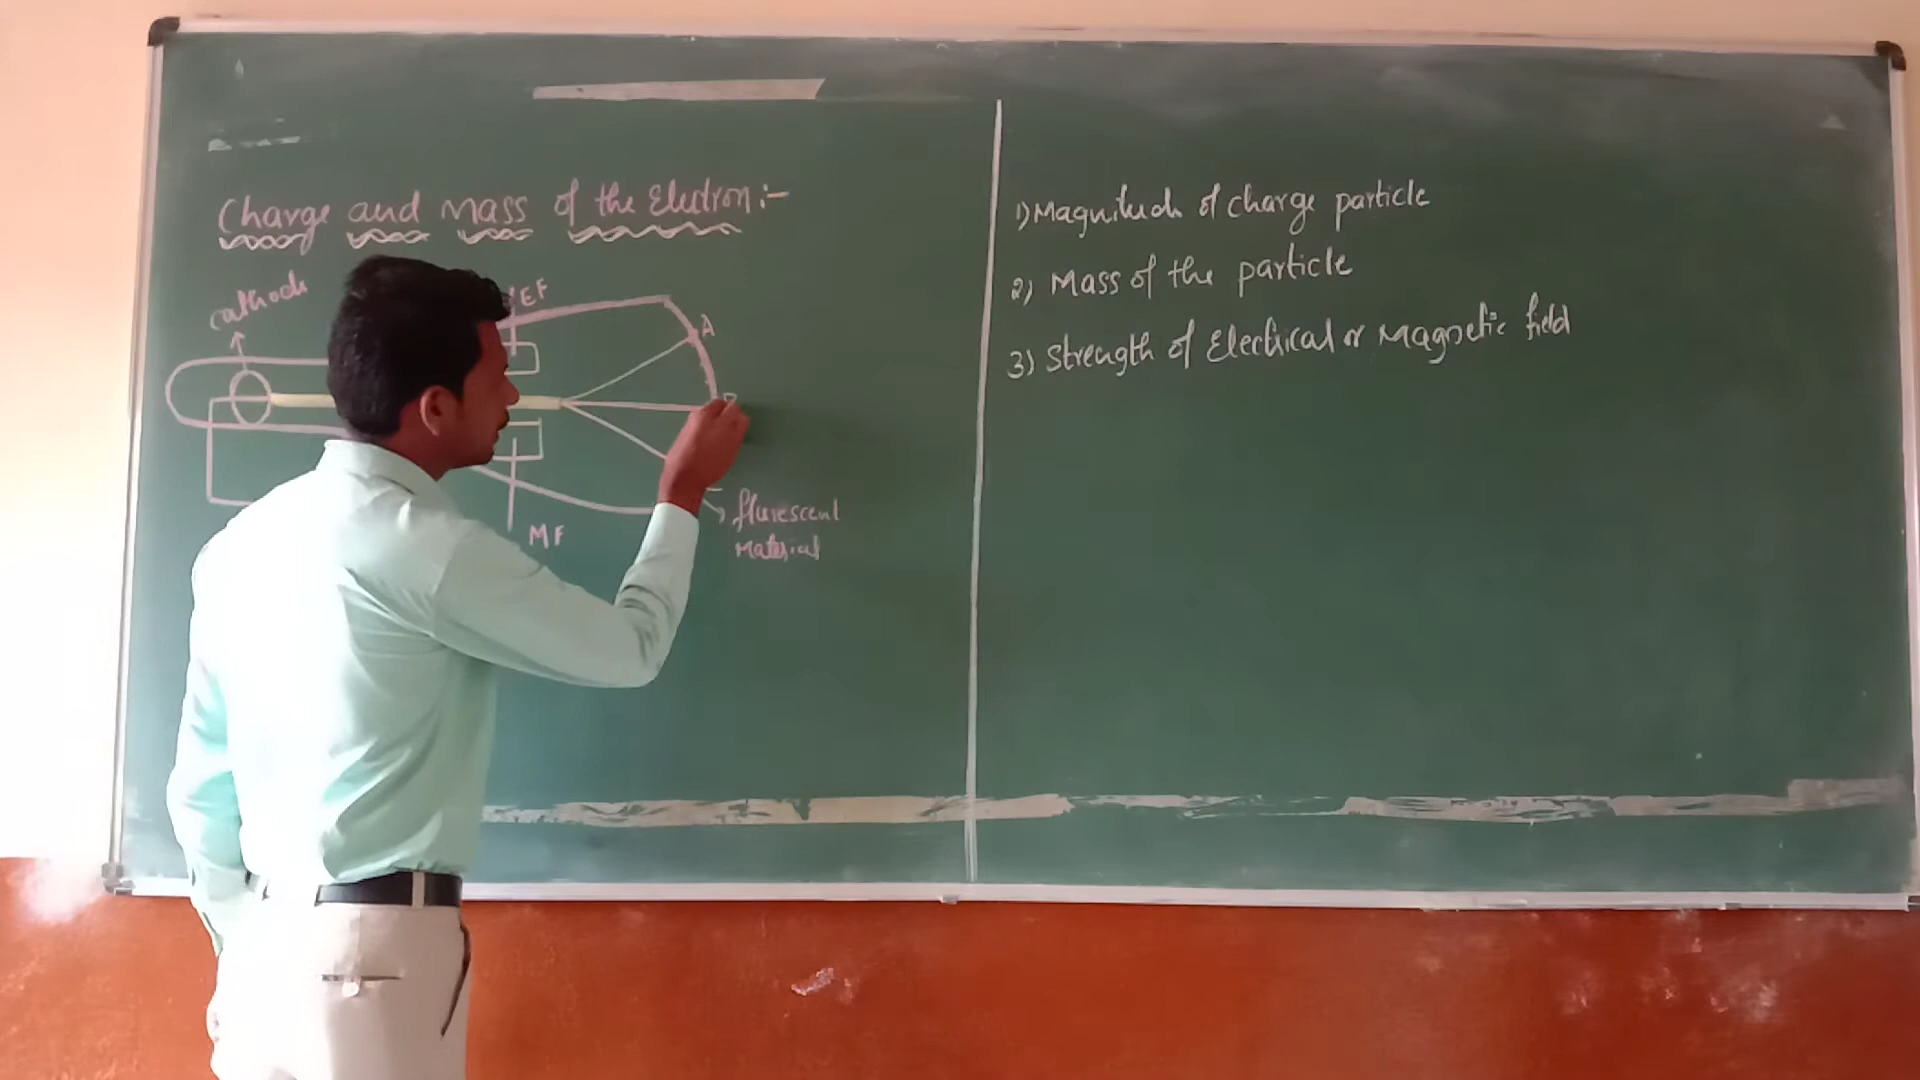 Charge and Mass of the Electron:-
cathode
EF
A
B
flurescent
Material
MF
1) Magnitude of charge particle
2) Mass of the particle
3) Strength of Electrical or Magnetic field